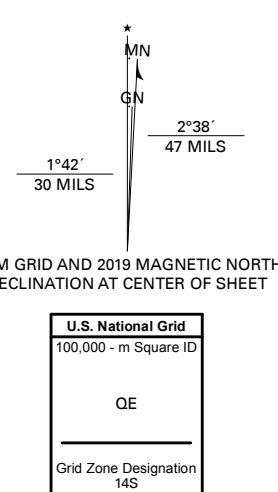 ★
MN
GN
2°38´
47 MILS
1°42´
30 MILS
M GRID AND 2019 MAGNETIC NORTH
ECLINATION AT CENTER OF SHEET
U.S. National Grid
100,000 - m Square ID
QE
Grid Zone Designation
14S